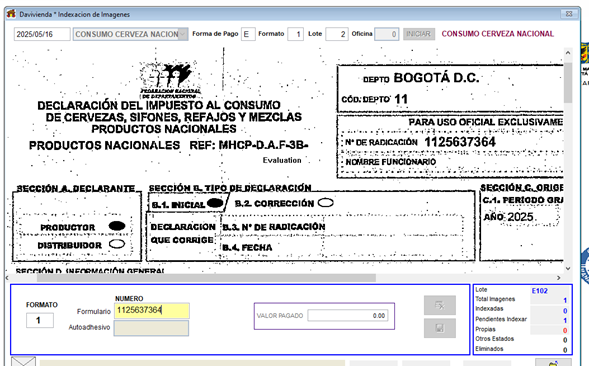 Davivienda * Indexacion de Imagenes
2025/05/16 CONSUMO CERVEZA NACION Forma de Pago E Formato 1 Lote 2 Oficina 0 INICIAR CONSUMO CERVEZA NACIONAL
FEDERACION NACIONAL
DE DEPARTAMENTOS
DECLARACIÓN DEL IMPUESTO AL CONSUMO
DE CERVEZAS, SIFONES, REFAJOS Y MEZCLAS
PRODUCTOS NACIONALES
PRODUCTOS NACIONALES REF: MHCP-D.A.F-3B-
Evaluation
DEPTO BOGOTÁ D.C.
CÓD. DEPTO 11
PARA USO OFICIAL EXCLUSIVAME
N° DE RADICACIÓN 1125637364
NOMBRE FUNCIONARIO
SECCIÓN A. DECLARANTE
PRODUCTOR
DISTRIBUIDOR
SECCIÓN B. TIPO DE DECLARACIÓN
B.1. INICIAL B.2. CORRECCIÓN
DECLARACION QUE CORRIGE
B.3. N° DE RADICACIÓN
B.4. FECHA
SECCIÓN C. ORIGE
C.1. PERÍODO GRA
AÑO 2025
SECCIÓN D. INFORMACIÓN GENERAL
FORMATO
1
NUMERO
Formulario 1125637364
Autoadhesivo
VALOR PAGADO 0.00
Lote E102
Total Imagenes 1
Indexadas 0
Pendientes Indexar 1
Propias 0
Otros Estados 0
Eliminados 0